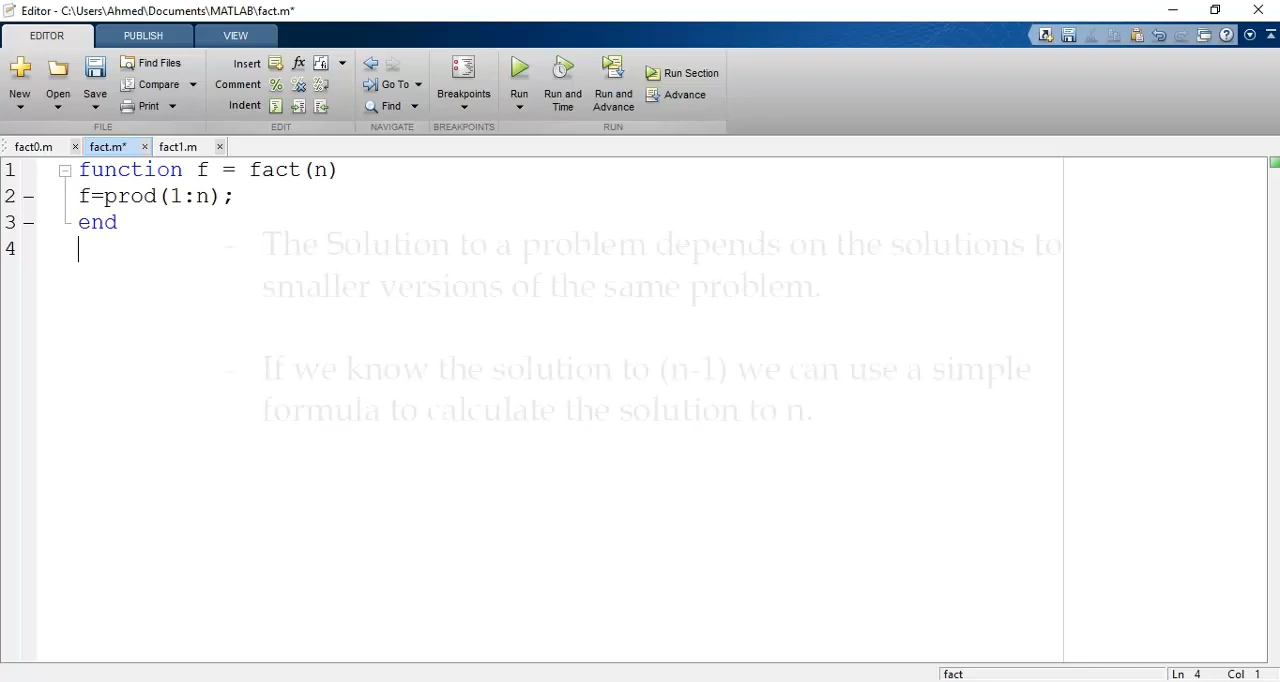 Editor - C:\Users\Ahmed\Documents\MATLAB\fact.m*
EDITOR PUBLISH VIEW
New Open Save
Find Files
Compare
Print
FILE
Insert
Comment
Indent
EDIT
Go To
Find
NAVIGATE
Breakpoints
BREAKPOINTS
Run
Run and Time
Run and Advance
Run Section
Advance
RUN
fact0.m fact.m* fact1.m
1 function f = fact(n)
2 – f=prod(1:n);
3 – end
4
- The Solution to a problem depends on the solutions to
smaller versions of the same problem.
- If we know the solution to (n-1) we can use a simple
formula to calculate the solution to n.
fact Ln 4 Col 1